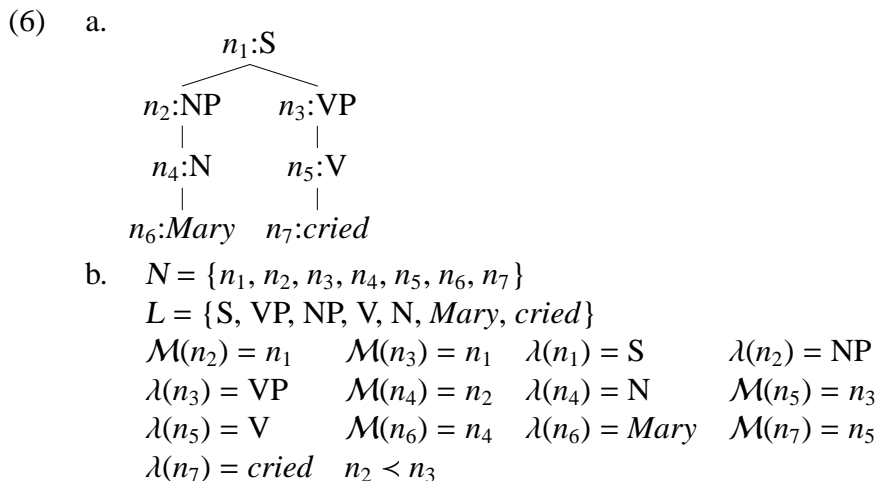 (6) a.
n₁:S
n₂:NP n₃:VP
n₄:N n₅:V
n₆:Mary n₇:cried
b. N = {n₁, n₂, n₃, n₄, n₅, n₆, n₇}
L = {S, VP, NP, V, N, Mary, cried}
ℳ(n₂) = n₁ ℳ(n₃) = n₁ λ(n₁) = S λ(n₂) = NP
λ(n₃) = VP ℳ(n₄) = n₂ λ(n₄) = N ℳ(n₅) = n₃
λ(n₅) = V ℳ(n₆) = n₄ λ(n₆) = Mary ℳ(n₇) = n₅
λ(n₇) = cried n₂ ≺ n₃